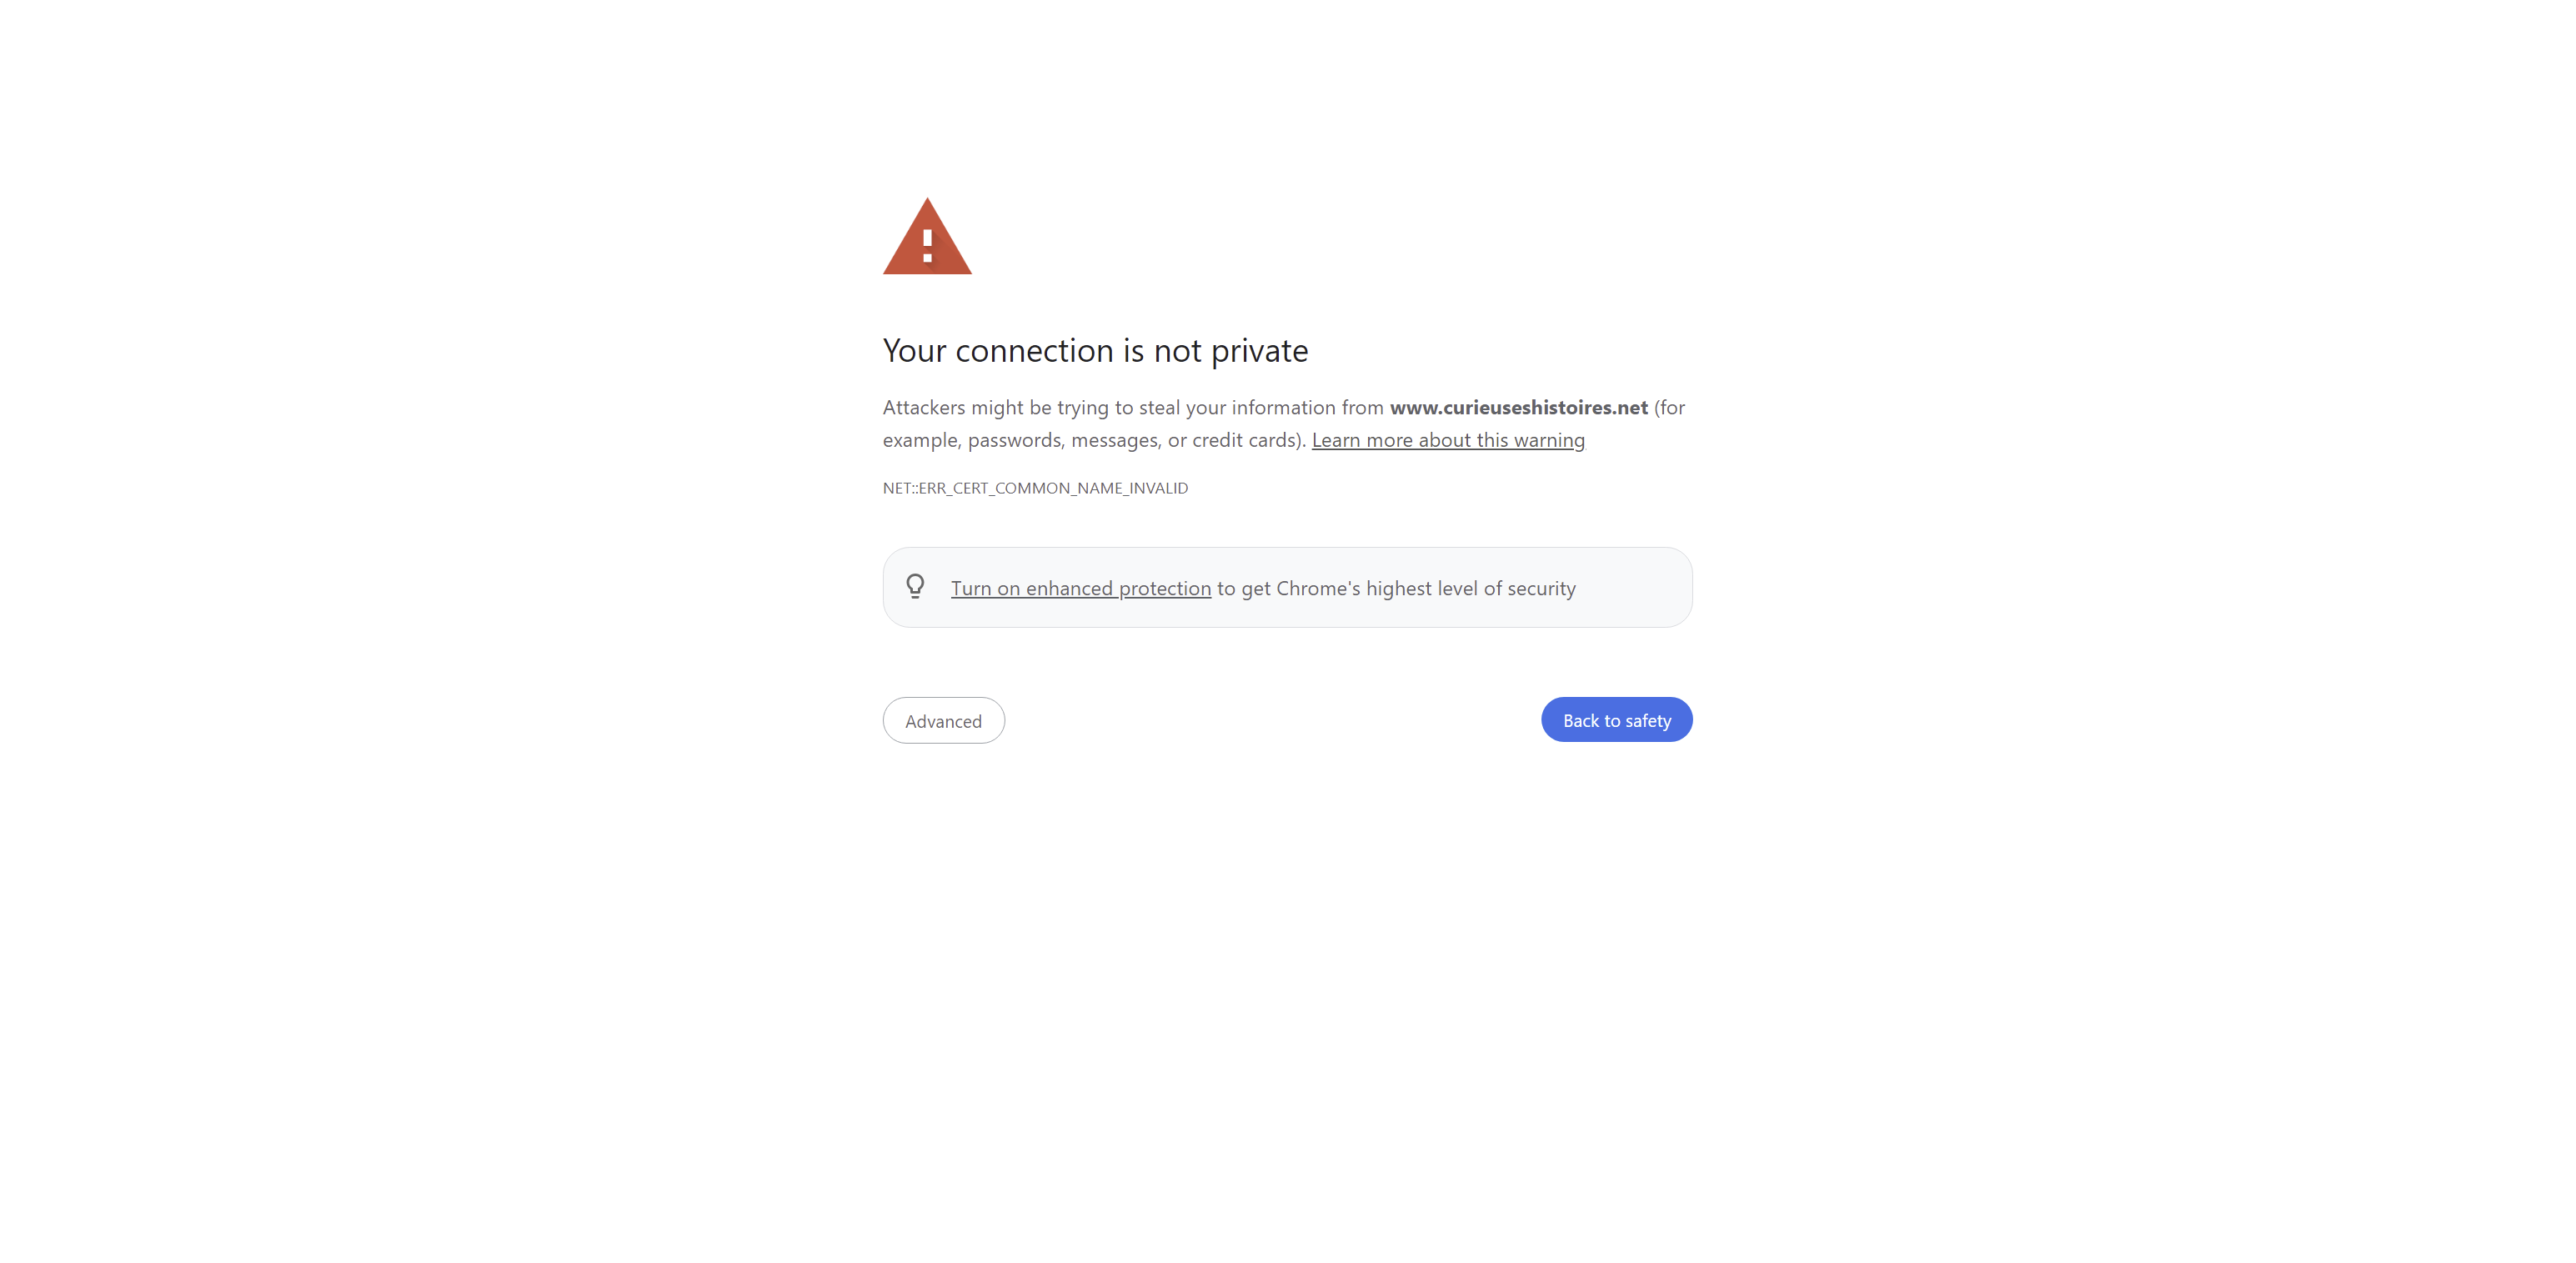 Your connection is not private
Attackers might be trying to steal your information from www.curieuseshistoires.net (for
example, passwords, messages, or credit cards). Learn more about this warning
NET::ERR_CERT_COMMON_NAME_INVALID
Turn on enhanced protection to get Chrome's highest level of security
Advanced
Back to safety